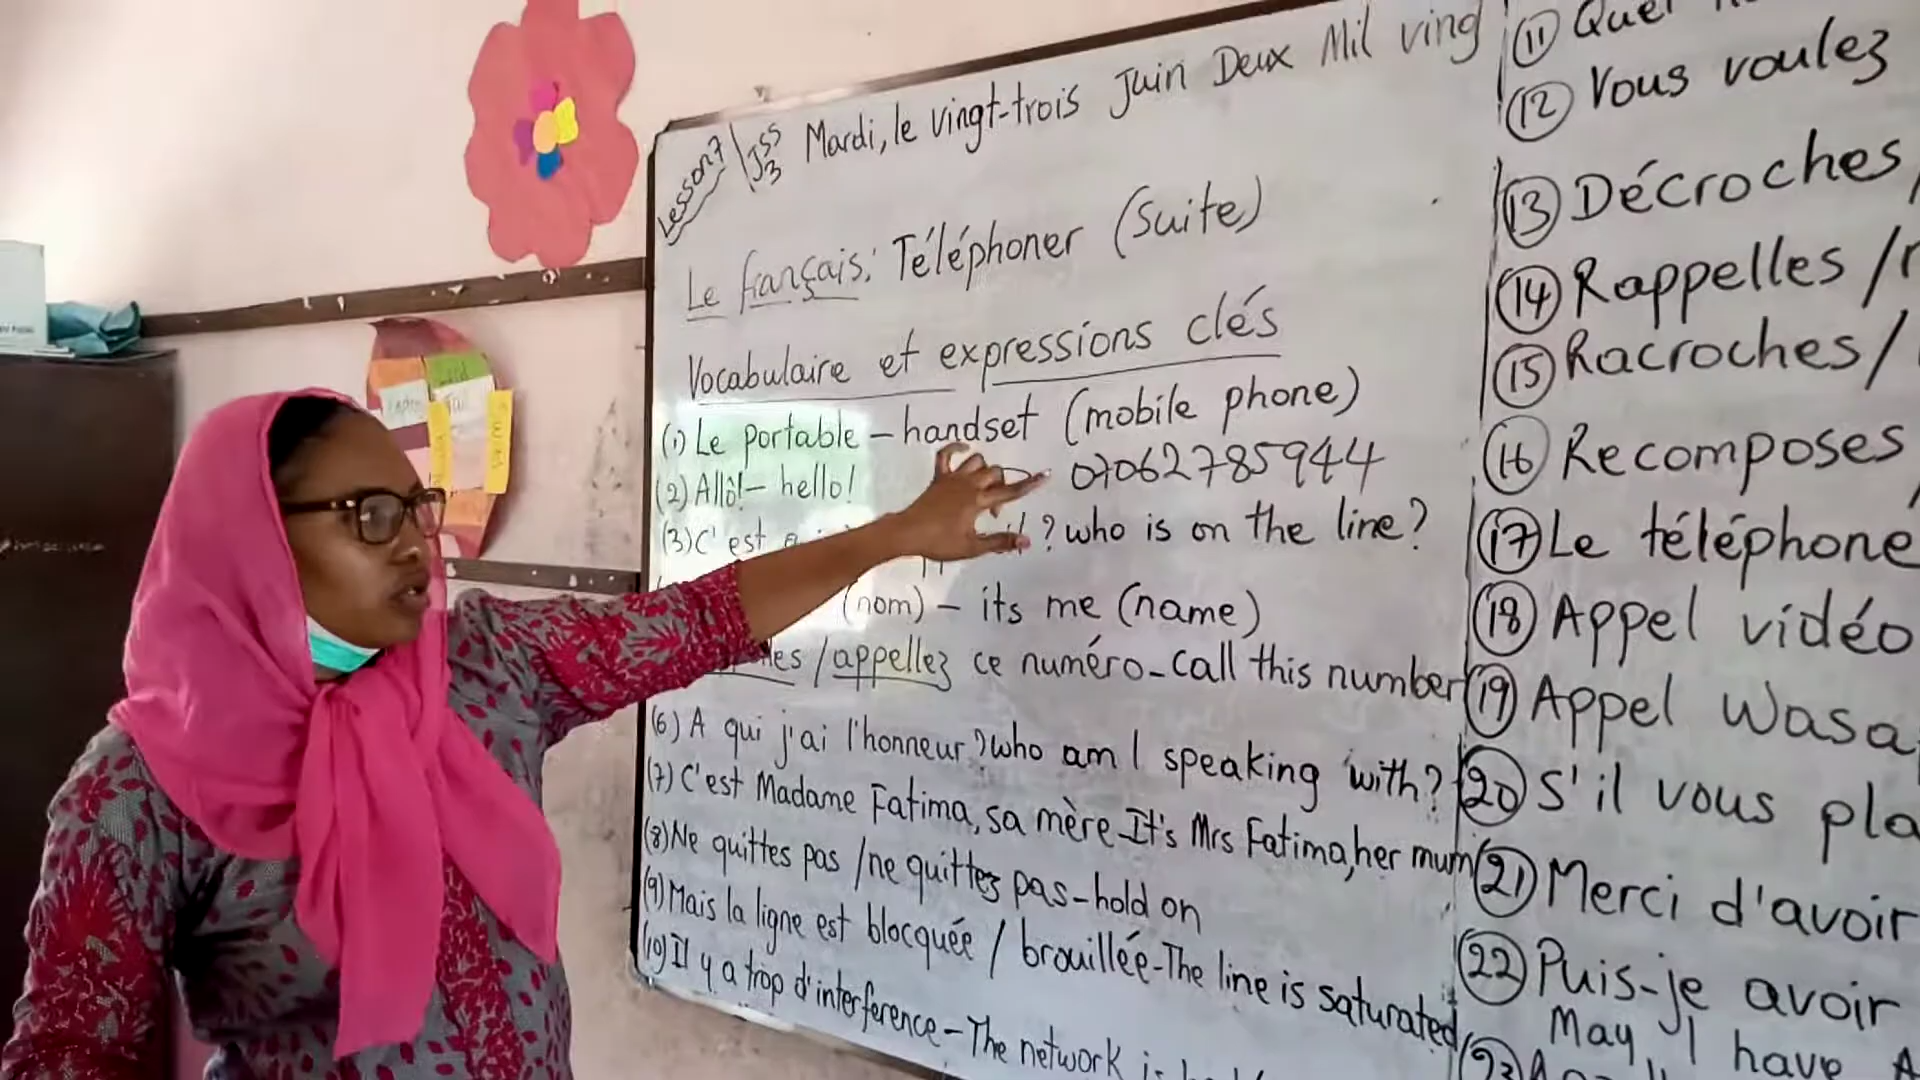 Lesson 7
JSS 3
Mardi, le vingt-trois Juin Deux Mil ving
Le français: Téléphoner (Suite)
Vocabulaire et expressions clés
(1) Le portable - handset (mobile phone)
07062785944
(2) Allô! - hello!
(3) C'est ? who is on the line?
(nom) - its me (name)
/appellez ce numéro - Call this number
(6) A qui j'ai l'honneur? who am I speaking with?
(7) C'est Madame Fatima, sa mère - It's Mrs Fatima, her mum
(8) Ne quittes pas / ne quittez pas - hold on
(9) Mais la ligne est blocquée / brouillée - The line is saturated
(10) Il y a trop d'interférence - The network
11 Quel
12 Vous voulez
13 Décroches
14 Rappelles /
15 Racroches /
16 Recomposes
17 Le téléphone
18 Appel vidéo
19 Appel Wasa
20 S'il vous pla
21 Merci d'avoir
22 Puis-je avoir
May I have
23